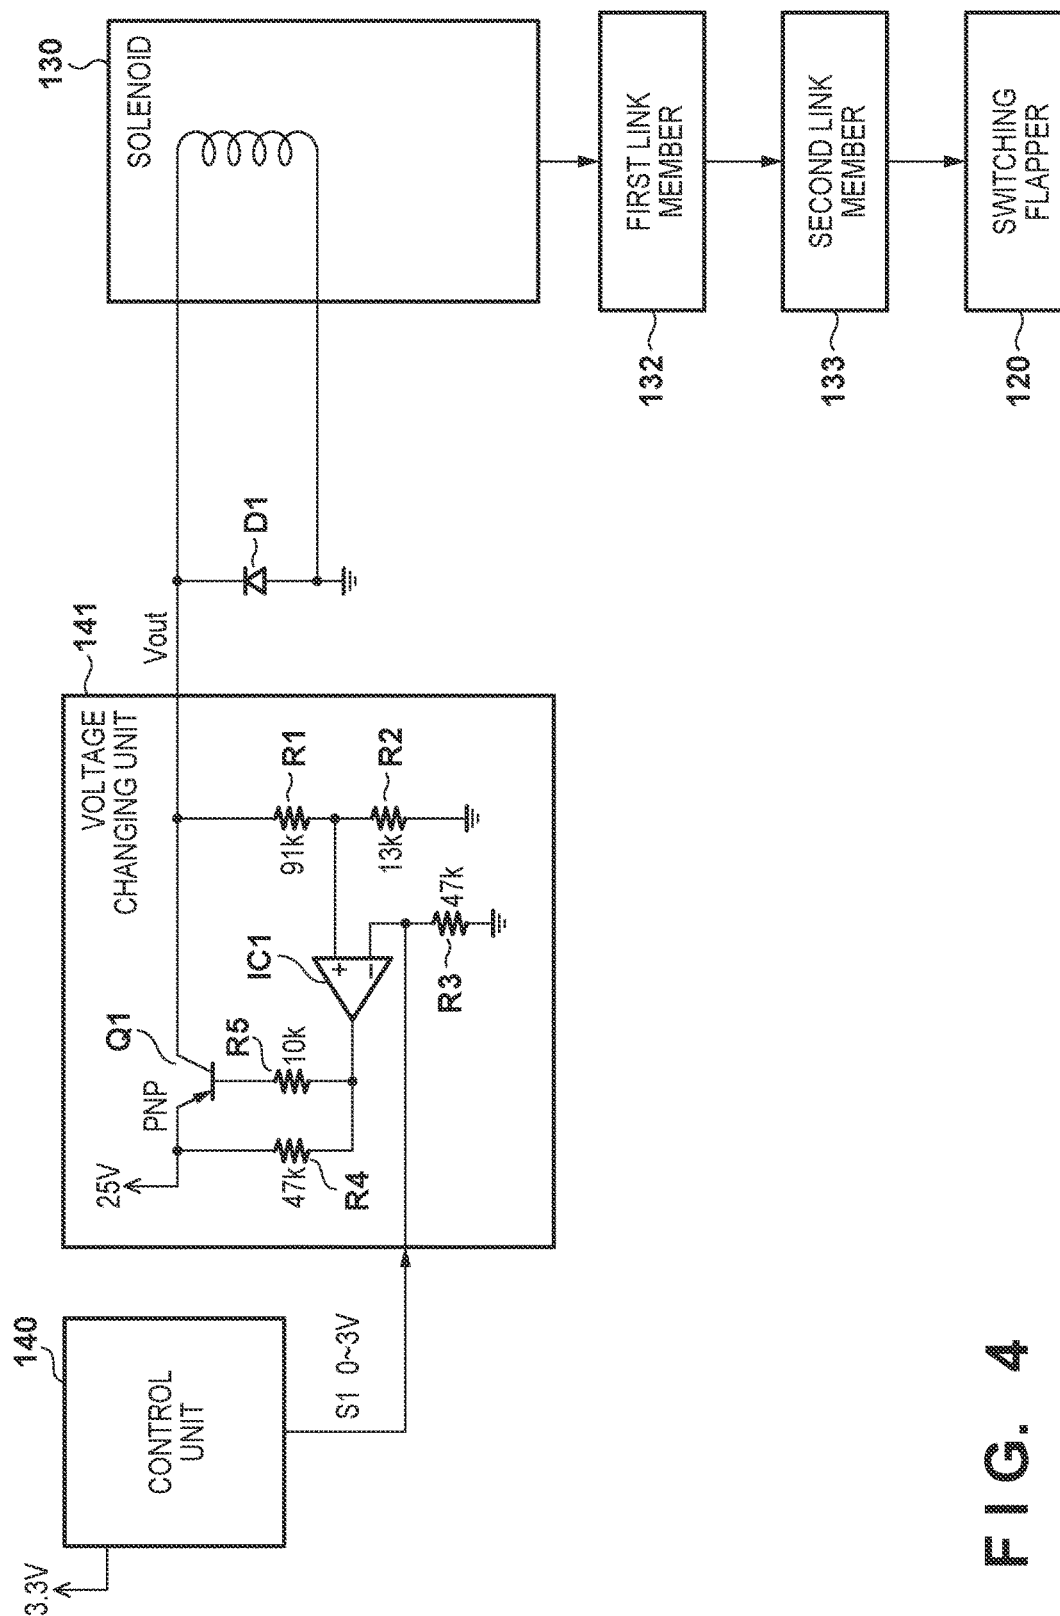 FIG. 4
3.3V
140
CONTROL
UNIT
S1 0~3V
141
VOLTAGE
CHANGING UNIT
25V
PNP
Q1
47k
R4
R5
10k
IC1
+
−
R3
47k
91k
R1
13k
R2
Vout
D1
130
SOLENOID
132
FIRST LINK
MEMBER
133
SECOND LINK
MEMBER
120
SWITCHING
FLAPPER